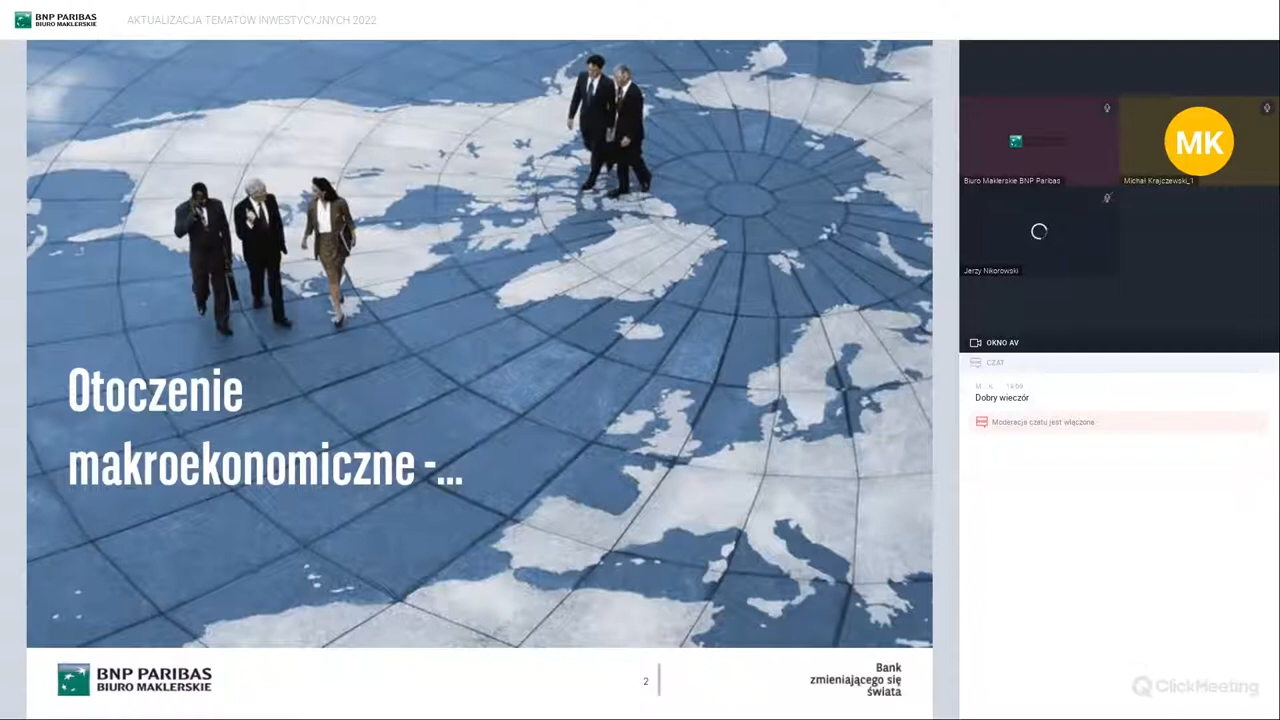 BNP PARIBAS
BIURO MAKLERSKIE
AKTUALIZACJA TEMATÓW INWESTYCYJNYCH 2022
Otoczenie
makroekonomiczne -...
BNP PARIBAS
BIURO MAKLERSKIE
2
Bank
zmieniającego się
świata
MK
Biuro Maklerskie BNP Paribas
Michał Krajczewski_1
Jerzy Nikorowski
OKNO AV
CZAT
Dobry wieczór
Moderacja czatu jest włączona
ClickMeeting